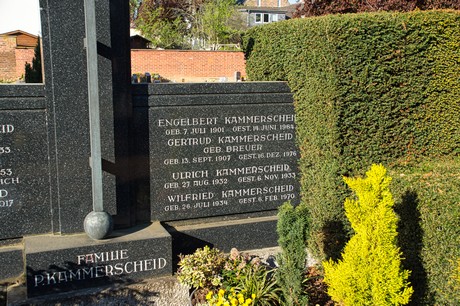 ENGELBERT KAMMERSCHEID
GEB. 7. JULI 1901 GEST. 14. JUNI 1964
GERTRUD KAMMERSCHEID
GEB. BREUER
GEB. 13. SEPT. 1907 GEST. 16. DEZ. 1976
ULRICH KAMMERSCHEID
GEB. 27. AUG. 1932 GEST. 6. NOV. 1933
WILFRIED KAMMERSCHEID
GEB. 26. JULI 1934 GEST. 6. FEB. 1970
FAMILIE
P.KAMMERSCHEID